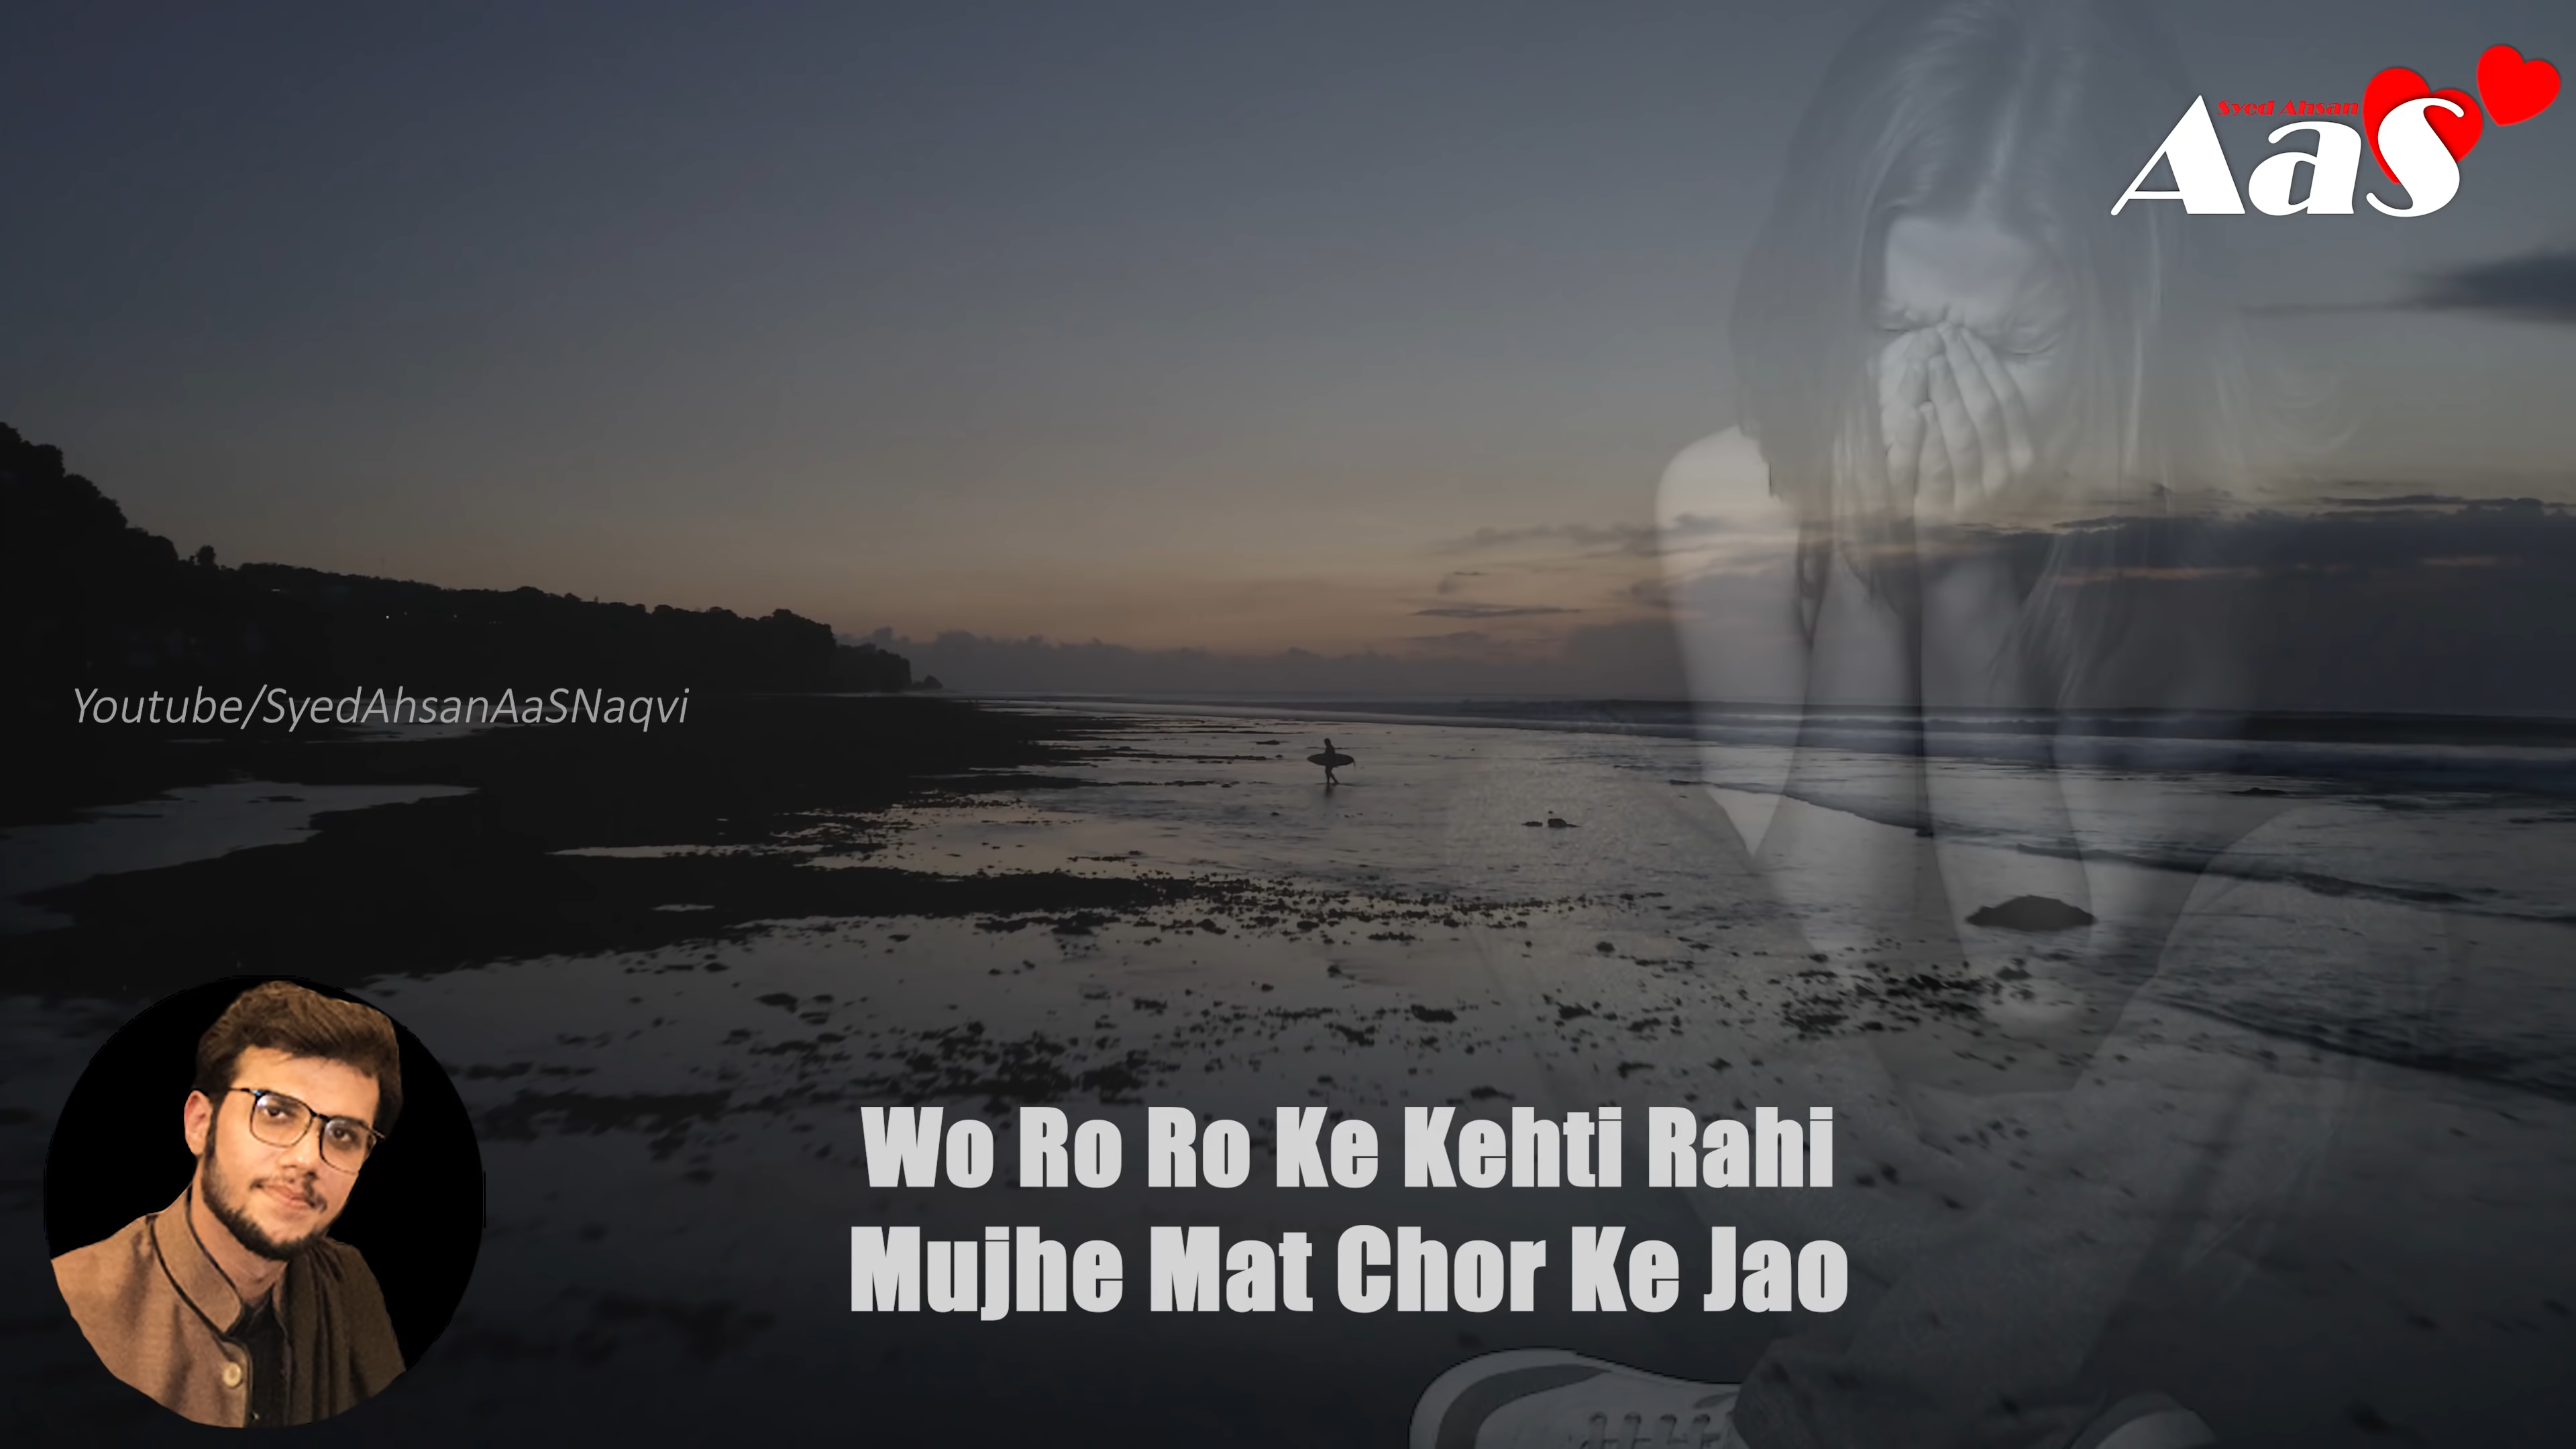 Syed Ahsan
AaS
Youtube/SyedAhsanAaSNaqvi
Wo Ro Ro Ke Kehti Rahi
Mujhe Mat Chor Ke Jao